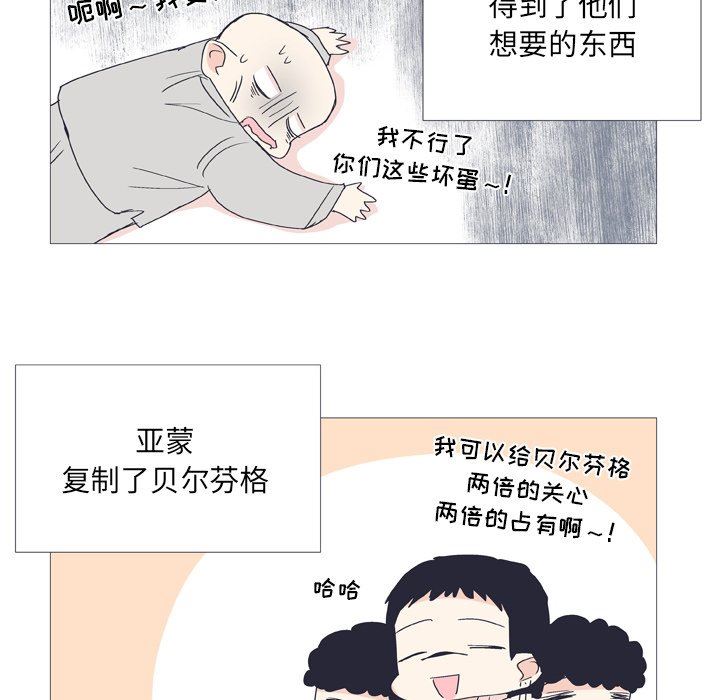 呃啊～我
得到了他们
想要的东西
我不行了
你们这些坏蛋～!
亚蒙
复制了贝尔芬格
我可以给贝尔芬格
两倍的关心
两倍的占有啊～!
哈哈